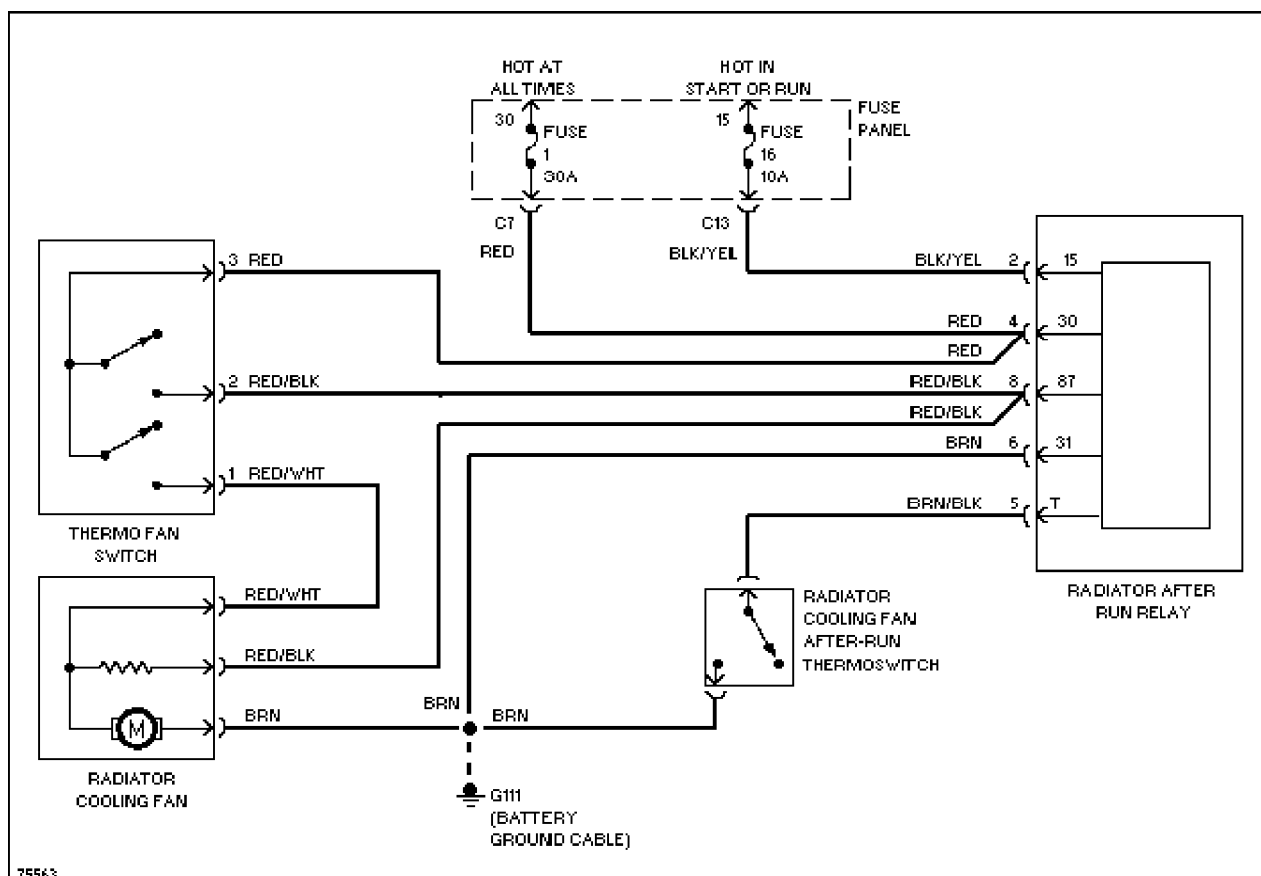 HOT AT
ALL TIMES
HOT IN
START OR RUN
FUSE
PANEL
30
FUSE
1
30A
15
FUSE
16
10A
C7
RED
C13
BLK/YEL
3 RED
2 RED/BLK
1 RED/WHT
THERMO FAN
SWITCH
BLK/YEL 2 15
RED 4 30
RED
RED/BLK 8 87
RED/BLK
BRN 6 31
BRN/BLK 5 T
RADIATOR AFTER
RUN RELAY
RED/WHT
RED/BLK
BRN
M
RADIATOR
COOLING FAN
BRN
BRN
RADIATOR
COOLING FAN
AFTER-RUN
THERMOSWITCH
G111
(BATTERY
GROUND CABLE)
75563